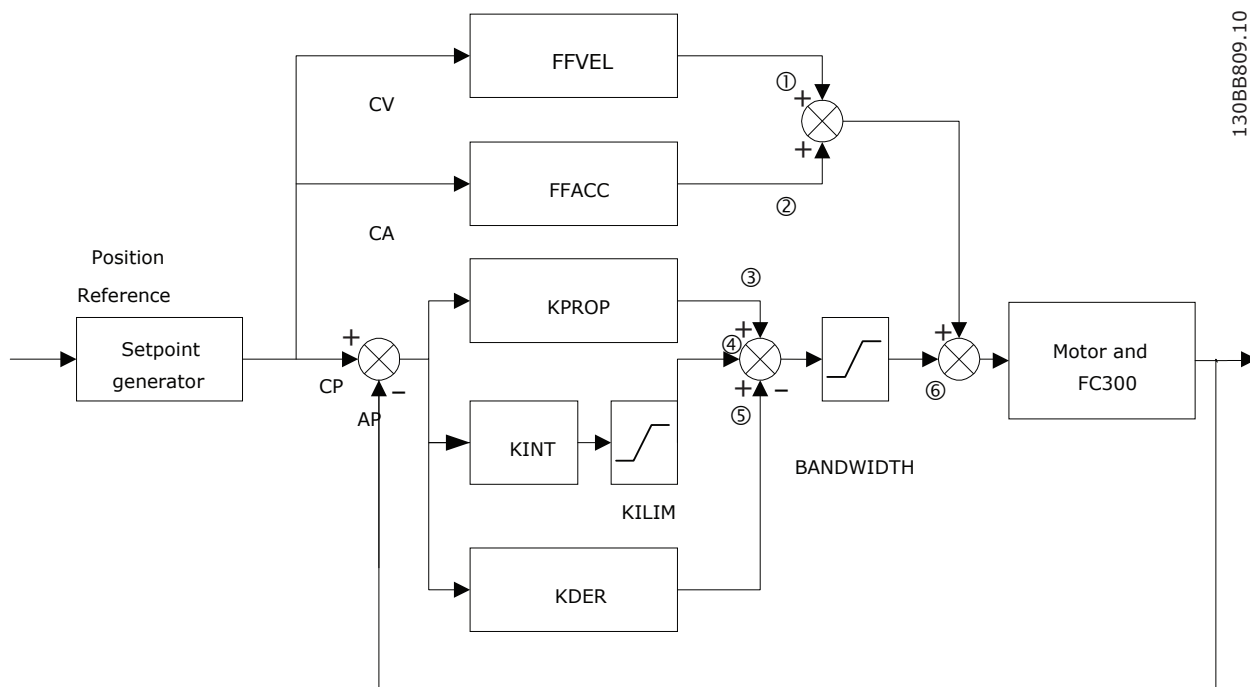 130BB809.10
FFVEL
①
+
CV
+
FFACC
②
CA
Position
Reference
③
KPROP
Setpoint
generator
+
+
④
+
Motor and
FC300
CP
-
AP
+
-
⑤
⑥
KINT
BANDWIDTH
KILIM
KDER